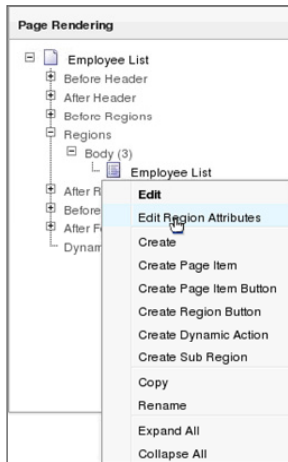 Page Rendering
Employee List
Before Header
After Header
Before Regions
Regions
Body (3)
Employee List
After R
Before
After F
Dynam
Edit
Edit Region Attributes
Create
Create Page Item
Create Page Item Button
Create Region Button
Create Dynamic Action
Create Sub Region
Copy
Rename
Expand All
Collapse All